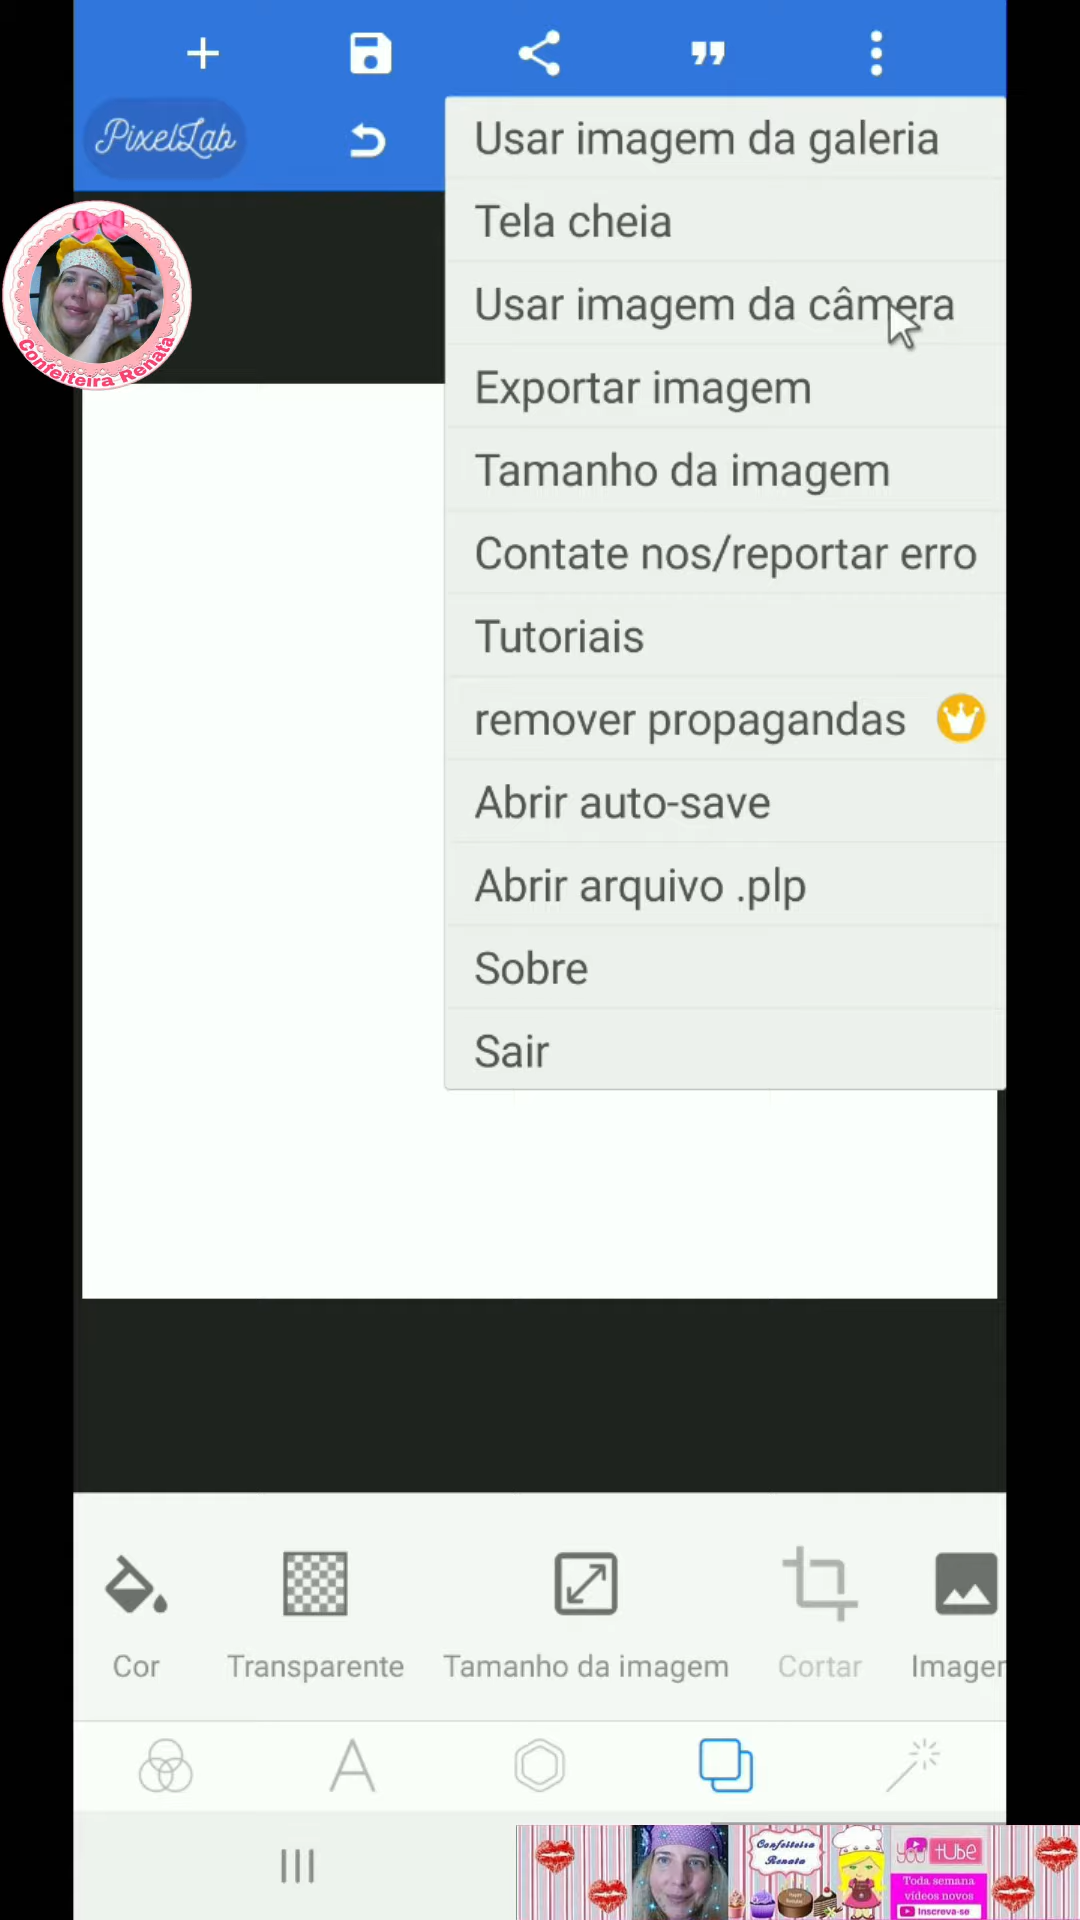 PixelLab
Usar imagem da galeria
Tela cheia
Usar imagem da câmera
Exportar imagem
Tamanho da imagem
Contate nos/reportar erro
Tutoriais
remover propagandas
Abrir auto-save
Abrir arquivo .plp
Sobre
Sair
Confeiteira Renata
Cor
Transparente
Tamanho da imagem
Cortar
Imagem
Confeiteira
Renata
YOU TUBE
Toda semana
vídeos novos
Inscreva-se